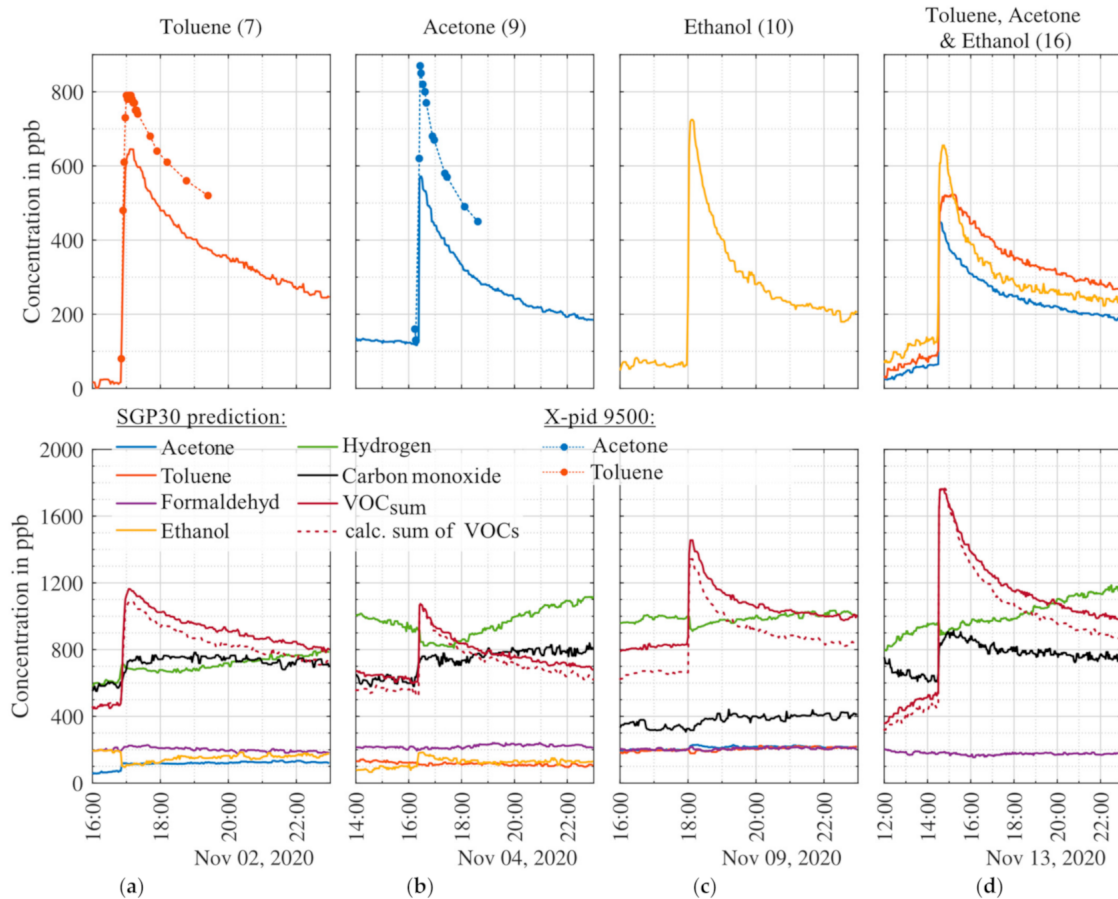 Toluene (7)
Acetone (9)
Ethanol (10)
Toluene, Acetone
& Ethanol (16)
Concentration in ppb
800
600
400
200
0
SGP30 prediction:
X-pid 9500:
Acetone
Toluene
Formaldehyd
Ethanol
Hydrogen
Carbon monoxide
VOCsum
calc. sum of VOCs
Acetone
Toluene
Concentration in ppb
2000
1600
1200
800
400
0
16:00
18:00
20:00
22:00
14:00
16:00
18:00
20:00
22:00
16:00
18:00
20:00
22:00
12:00
14:00
16:00
18:00
20:00
22:00
Nov 02, 2020
Nov 04, 2020
Nov 09, 2020
Nov 13, 2020
(a)
(b)
(c)
(d)